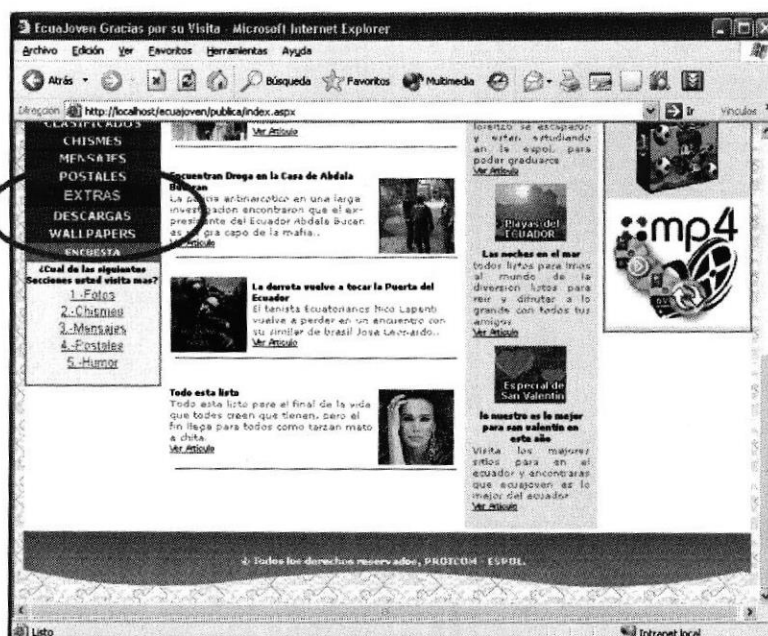 EcuaJoven Gracias por su Visita - Microsoft Internet Explorer
Archivo Edición Ver Favoritos Herramientas Ayuda
Atrás Búsqueda Favoritos Multimedia
Dirección http://localhost/ecuajoven/publica/index.aspx Ir Vínculos
CLASIFICADOS
CHISMES
MENSAJES
POSTALES
EXTRAS
DESCARGAS
WALLPAPERS
ENCUESTA
¿Cual de las siguientes
Secciones usted visita mas?
1.-Fotos
2.-Chismes
3.-Mensajes
4.-Postales
5.-Humor
Ver Articulo
Encuentran Droga en la Casa de Abdala
Bucaran
La policia antinarcotico en una larga
investigacion encontraron que el ex-
presidente del Ecuador Abdala Bucan
es un gra capo de la mafia..
Ver Articulo
La derrota vuelve a tocar la Puerta del
Ecuador
El tenista Ecuatorianos Nico Lapenti
vuelve a perder en un encuentro con
su similar de brasil Jose Leonardo..
Ver Articulo
Todo esta listo
Todo esta listo para el final de la vida
que todes creen que tienen, pero el
fin llega para todos como tarzan mato
a chita.
Ver Articulo
lorenzo se escaparon
y estan estudiando
en la espol, para
poder graduarce
Ver Articulo
Playas del
ECUADOR
Las noches en el mar
todos listos para irnos
al mundo de la
diversion listos para
reir y difrutar a lo
grande con todos tus
amigos
Ver Articulo
Especial de
San Valentin
lo nuestro es lo mejor
para san valentin en
este año
Visita los mejores
sitios para en el
ecuador y encontraras
que ecuajoven es lo
mejor del ecuador
Ver Articulo
mp4
© Todos los derechos reservados, PROTCOM - ESPOL.
Listo Intranet local